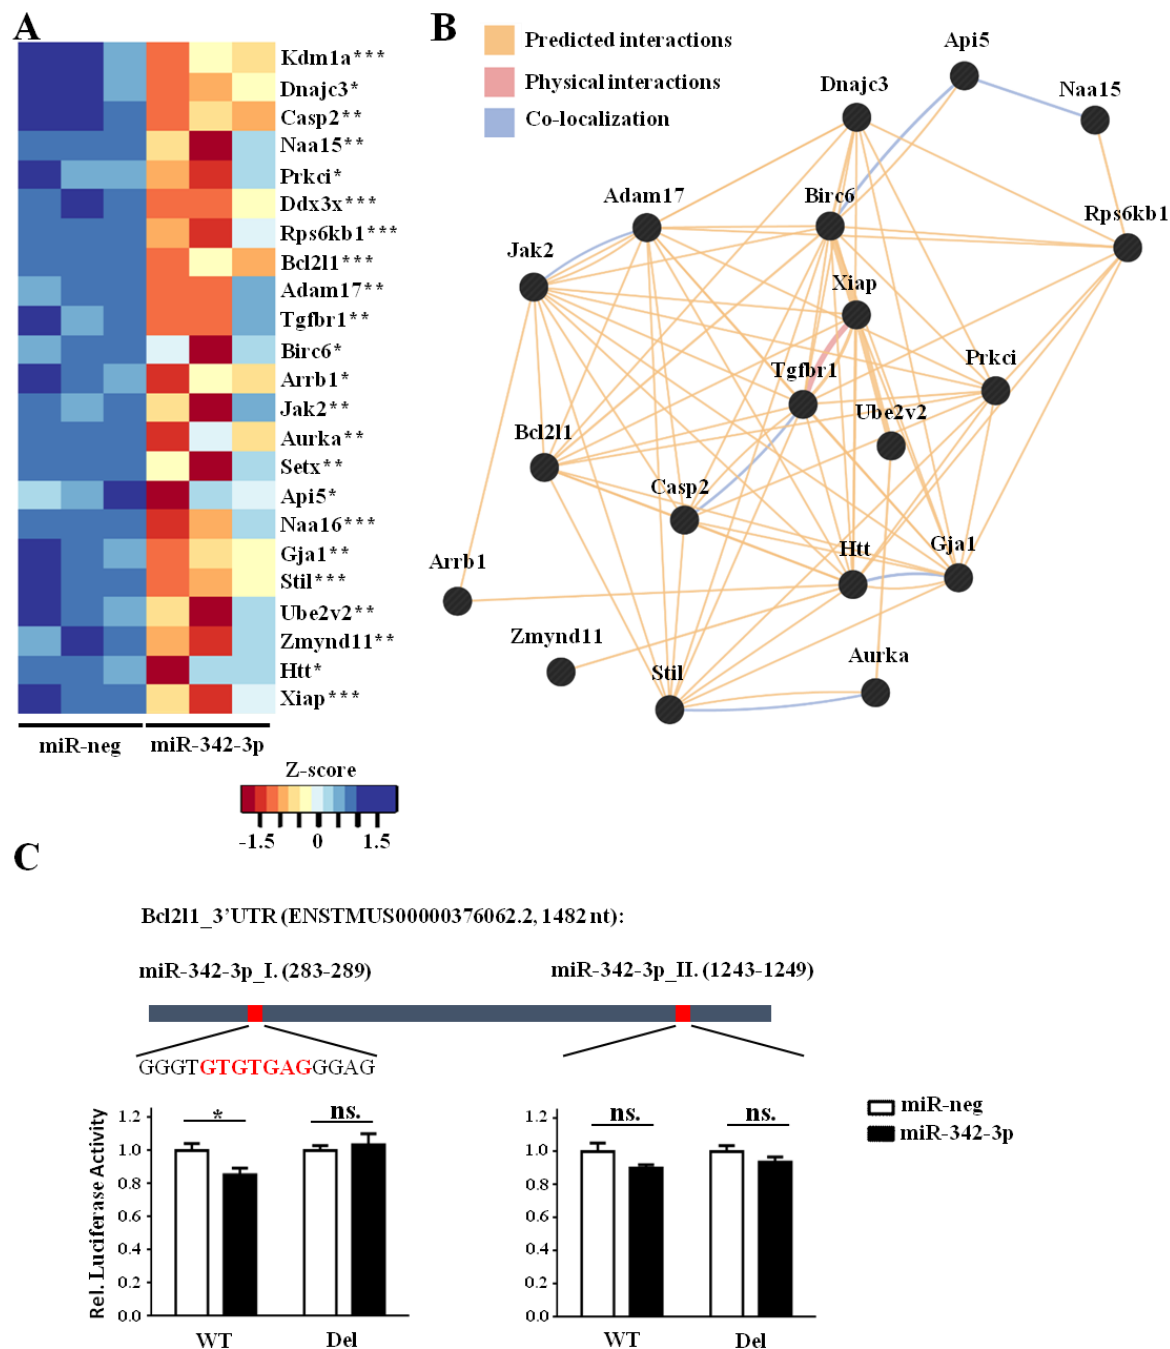 A
Kdm1a***
Dnajc3*
Casp2**
Naa15**
Prkci*
Ddx3x***
Rps6kb1***
Bcl2l1***
Adam17**
Tgfbr1**
Birc6*
Arrb1*
Jak2**
Aurka**
Setx**
Api5*
Naa16***
Gja1**
Stil***
Ube2v2**
Zmynd11**
Htt*
Xiap***
miR-neg miR-342-3p
Z-score
-1.5 0 1.5
B
Predicted interactions
Physical interactions
Co-localization
Api5
Dnajc3
Naa15
Adam17
Birc6
Rps6kb1
Jak2
Xiap
Tgfbr1
Prkci
Ube2v2
Bcl2l1
Casp2
Htt
Gja1
Arrb1
Zmynd11
Stil
Aurka
C
Bcl2l1_3'UTR (ENSTMUS00000376062.2, 1482 nt):
miR-342-3p_I. (283-289)
miR-342-3p_II. (1243-1249)
GGGTGTGTGAGGGAG
Rel. Luciferase Activity
1.2
1.0
0.8
0.6
0.4
0.2
0.0
* ns.
WT Del
1.2
1.0
0.8
0.6
0.4
0.2
0.0
ns. ns.
WT Del
miR-neg
miR-342-3p